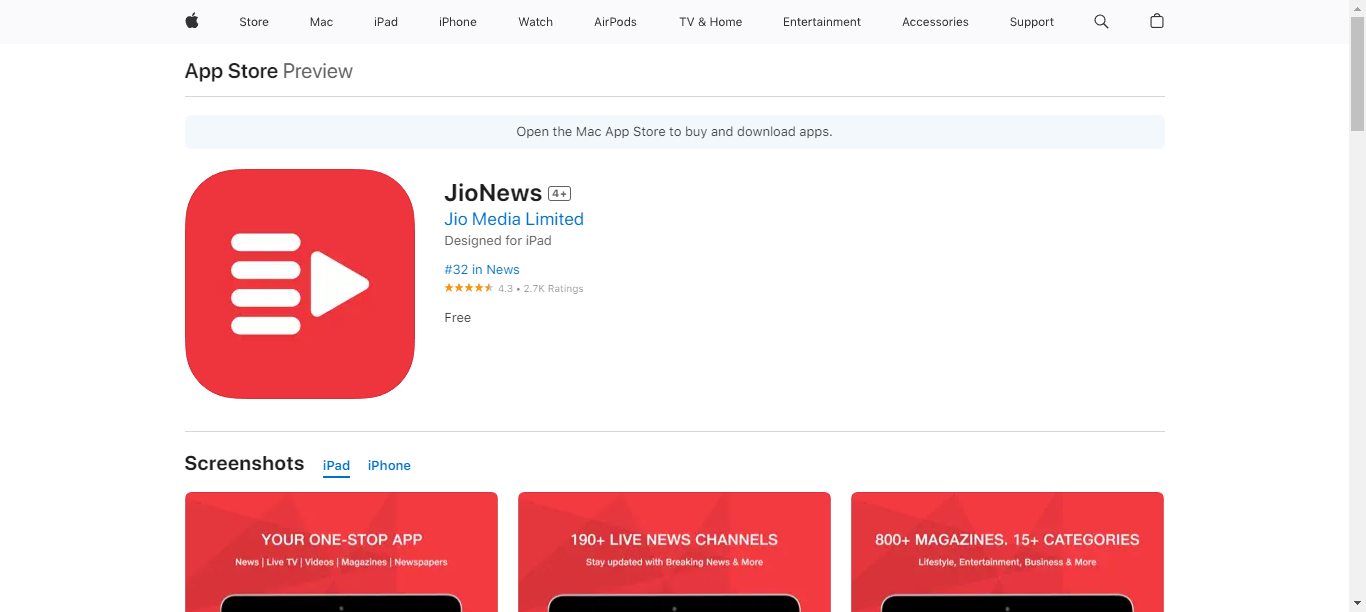 Store Mac iPad iPhone Watch AirPods TV & Home Entertainment Accessories Support
App Store Preview
Open the Mac App Store to buy and download apps.
JioNews 4+
Jio Media Limited
Designed for iPad
#32 in News
4.3 • 2.7K Ratings
Free
Screenshots iPad iPhone
YOUR ONE-STOP APP
News | Live TV | Videos | Magazines | Newspapers
190+ LIVE NEWS CHANNELS
Stay updated with Breaking News & More
800+ MAGAZINES. 15+ CATEGORIES
Lifestyle, Entertainment, Business & More